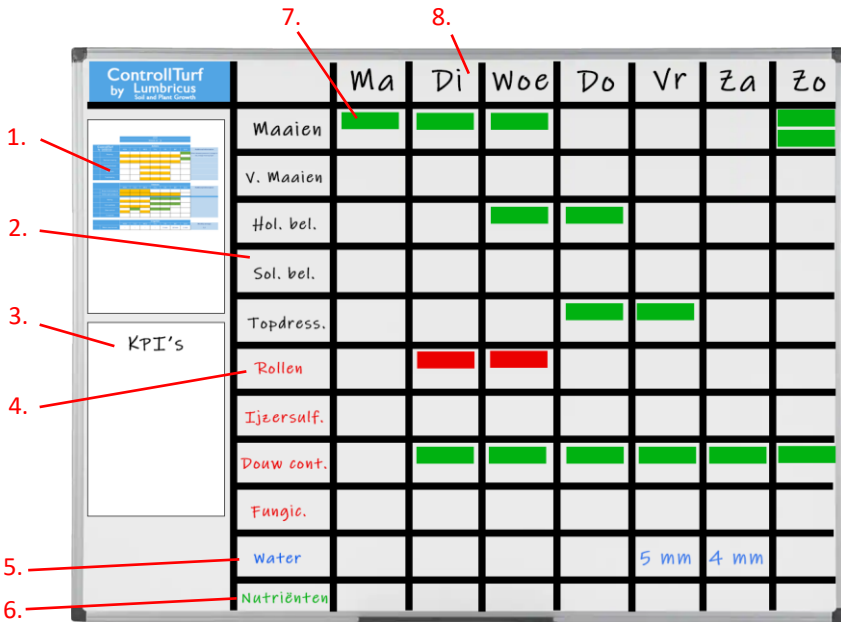 7.
8.
ControllTurf
by Lumbricus
Soil and Plant Growth
Ma Di Woe Do Vr Za Zo
1.
Maaien
V. Maaien
2.
Hol. bel.
Sol. bel.
3.
KPI's
Topdress.
4.
Rollen
Ijzersulf.
Douw cont.
Fungic.
5.
Water 5 mm 4 mm
6.
Nutriënten